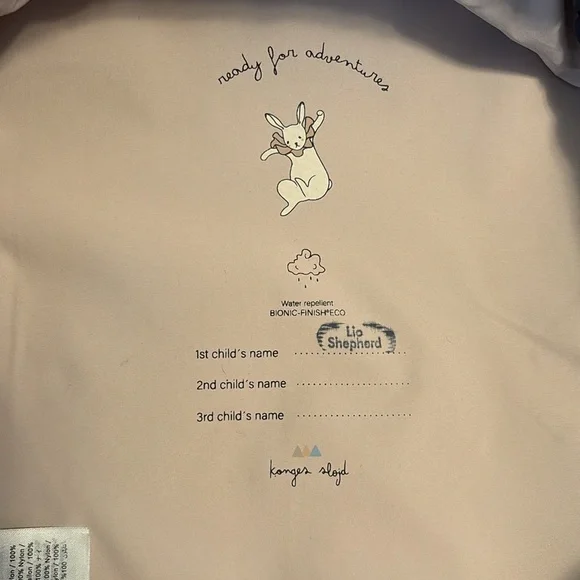 ready for adventures
Water repellent
BIONIC-FINISH®ECO
Lio
Shepherd
1st child's name
2nd child's name
3rd child's name
konges sløjd